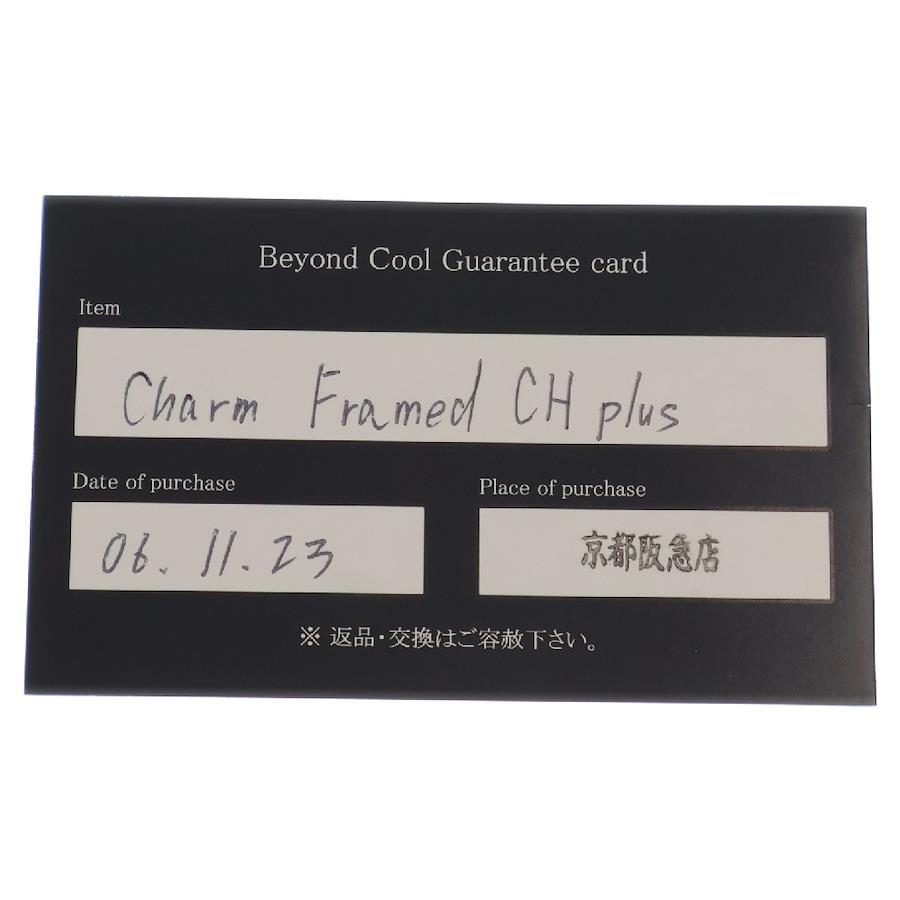 Beyond Cool Guarantee card
Item
Charm Framed CH plus
Date of purchase
06.11.23
Place of purchase
京都阪急店
※ 返品・交換はご容赦下さい。